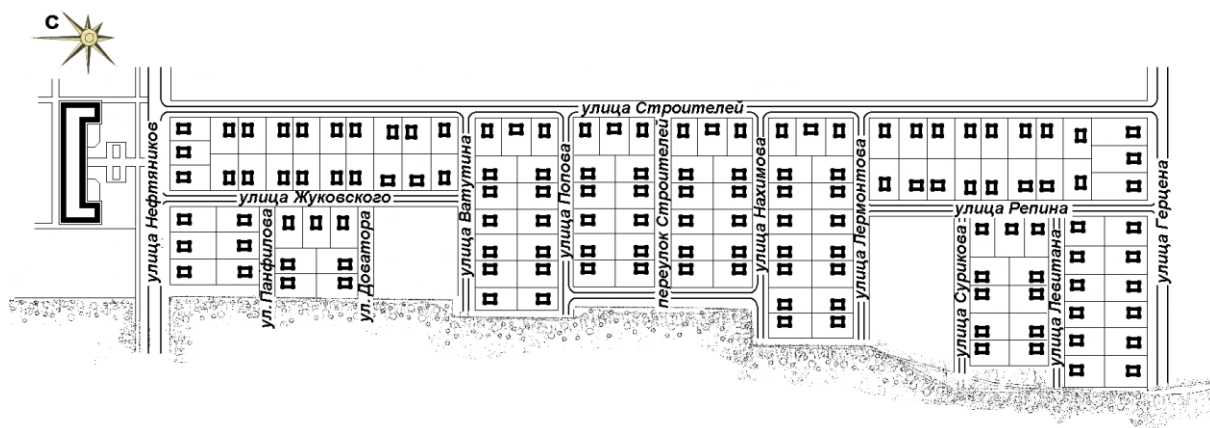 С
улица Строителей
улица Нефтяников
улица Жуковского
ул. Панфилова
ул. Доватора
улица Ватутина
улица Попова
переулок Строителей
улица Нахимова
улица Лермонтова
улица Репина
улица Сурикова
улица Левитана
улица Герцена